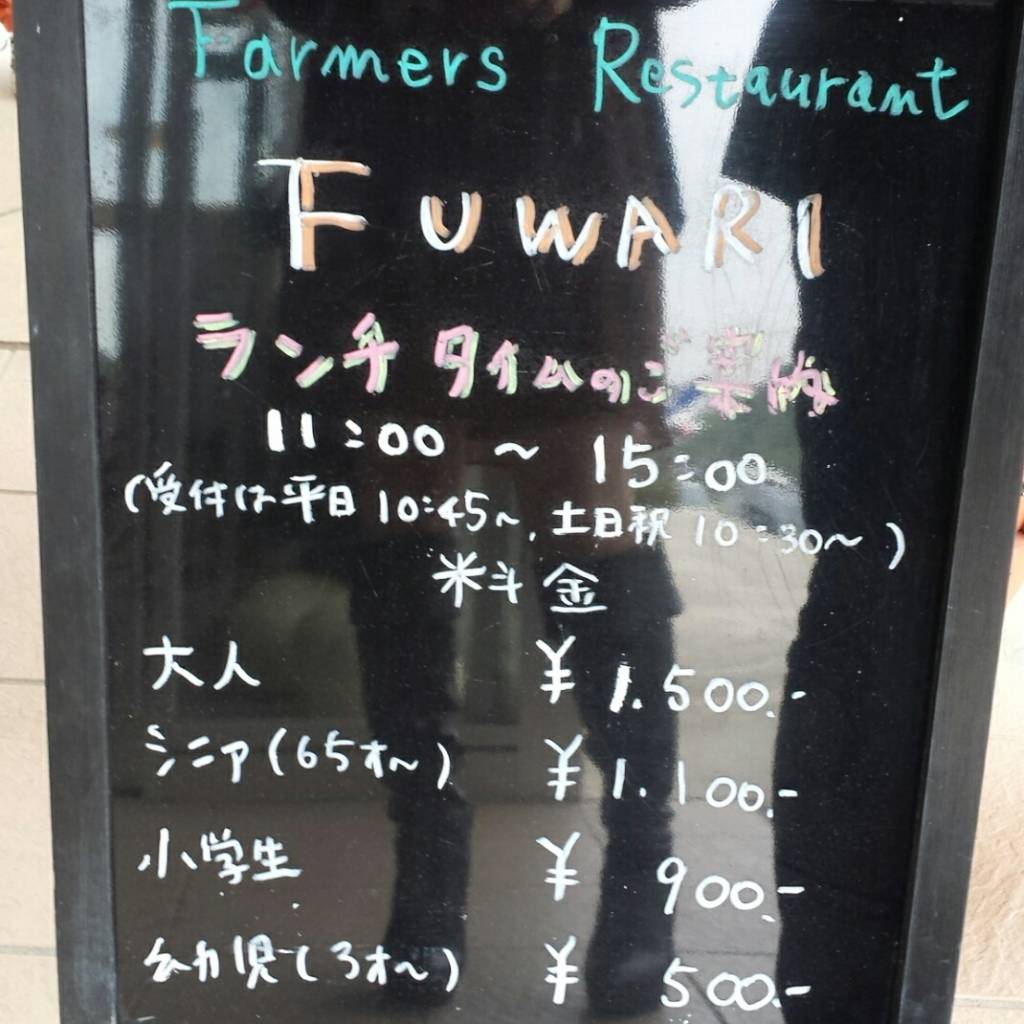 Farmers Restaurant
FUWARI
ランチタイムのご案内
11:00 ～ 15:00
(受付は平日 10:45～, 土日祝 10:30～)
料金
大人 ¥ 1.500.-
シニア(65才～) ¥ 1.100.-
小学生 ¥ 900.-
幼児(3才～) ¥ 500.-